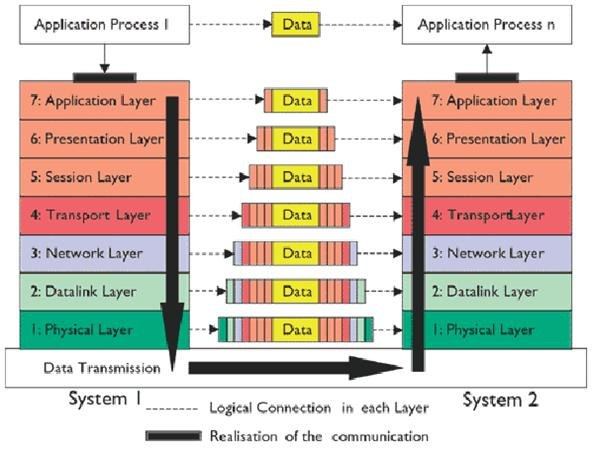 Application Process 1 Data Application Process n
7: Application Layer Data 7: Application Layer
6: Presentation Layer Data 6: Presentation Layer
5: Session Layer Data 5: Session Layer
4: Transport Layer Data 4: TransportLayer
3: Network Layer Data 3: Network Layer
2: Datalink Layer Data 2: Datalink Layer
1: Physical Layer Data 1: Physical Layer
Data Transmission
System 1 System 2
Logical Connection in each Layer
Realisation of the communication